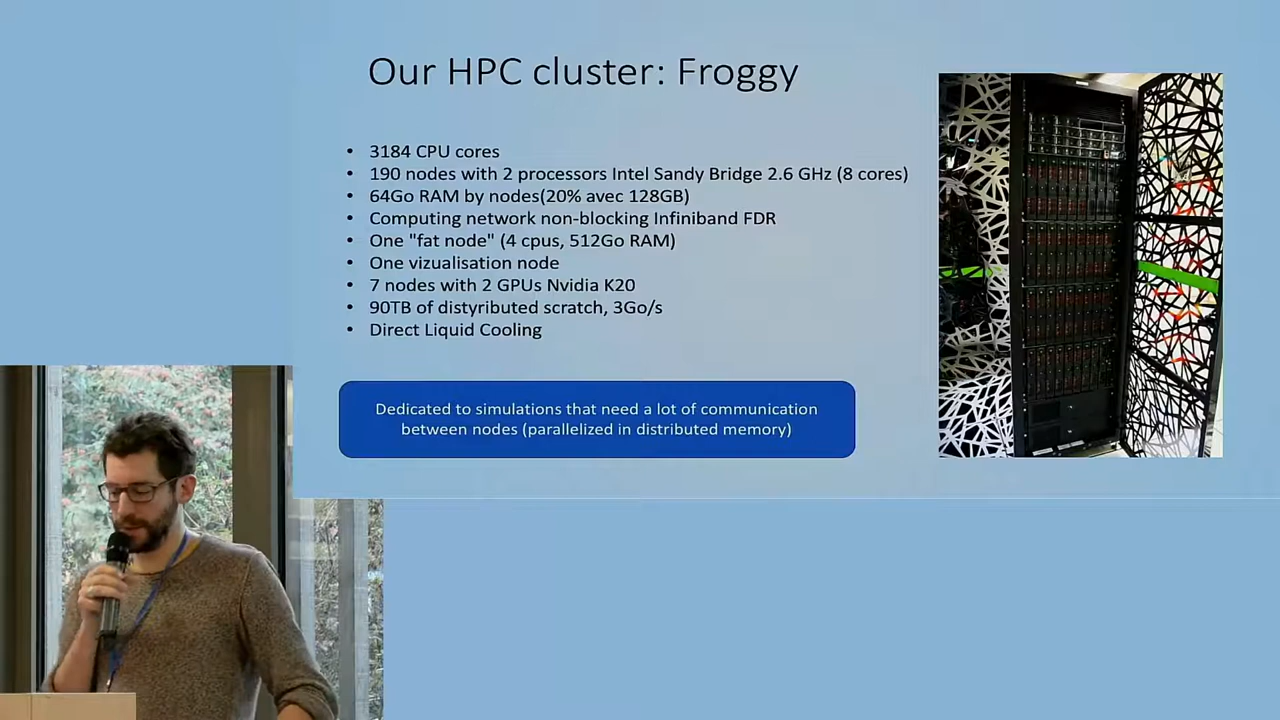 Our HPC cluster: Froggy
• 3184 CPU cores
• 190 nodes with 2 processors Intel Sandy Bridge 2.6 GHz (8 cores)
• 64Go RAM by nodes(20% avec 128GB)
• Computing network non-blocking Infiniband FDR
• One "fat node" (4 cpus, 512Go RAM)
• One vizualisation node
• 7 nodes with 2 GPUs Nvidia K20
• 90TB of distyributed scratch, 3Go/s
• Direct Liquid Cooling
Dedicated to simulations that need a lot of communication
between nodes (parallelized in distributed memory)